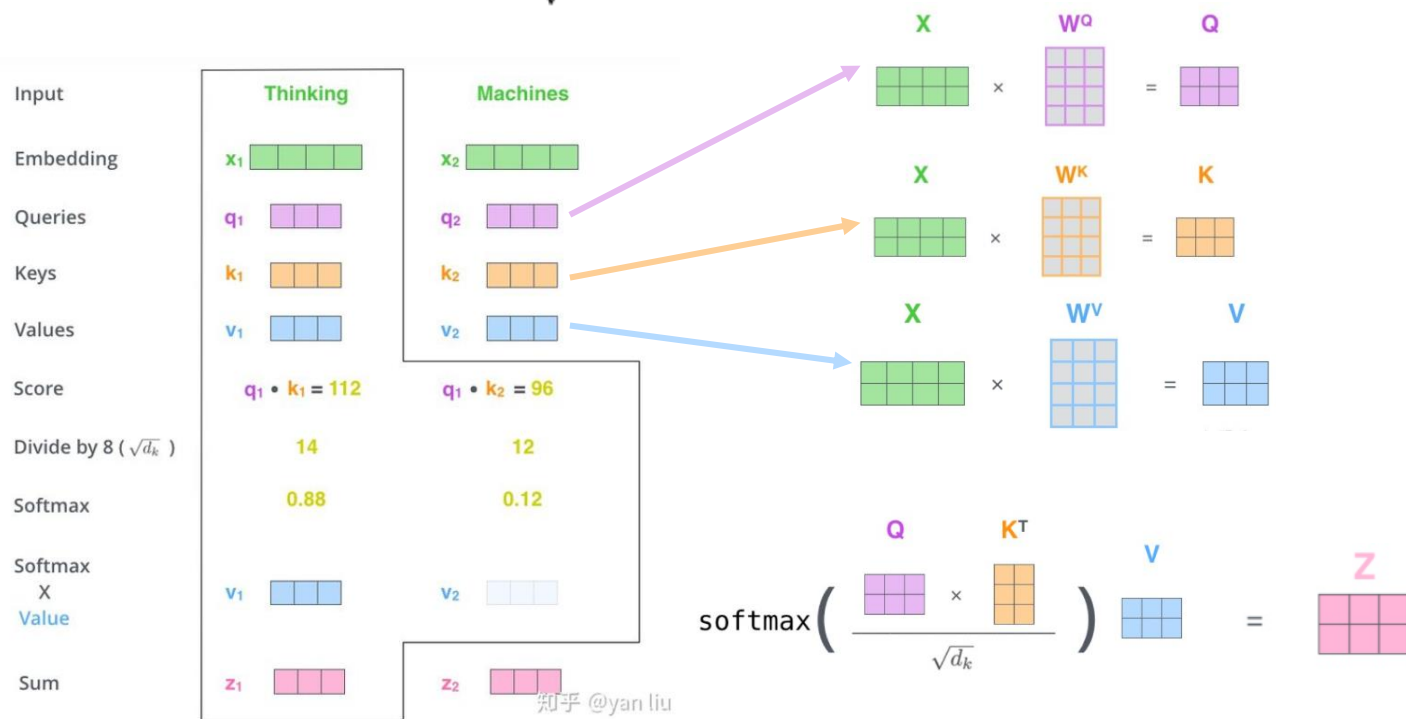 Input Thinking Machines
Embedding x₁ x₂
Queries q₁ q₂
Keys k₁ k₂
Values v₁ v₂
Score q₁ • k₁ = 112 q₁ • k₂ = 96
Divide by 8 ( √dₖ ) 14 12
Softmax 0.88 0.12
Softmax
X
Value
v₁ v₂
Sum z₁ z₂
X Wᵠ Q
× =
X Wᴷ K
× =
X Wⱽ V
× =
Q Kᵀ V Z
softmax( × ) =
√dₖ
知乎 @yan liu